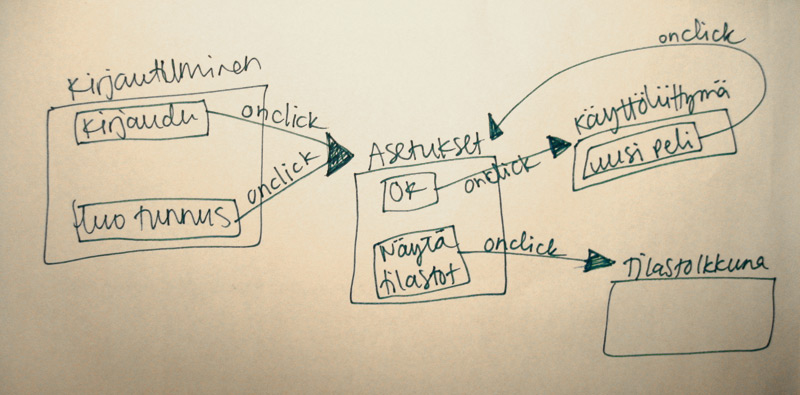 Kirjautuminen
Kirjaudu
onclick
luo tunnus
onclick
Asetukset
OK
onclick
Näytä
tilastot
onclick
Käyttöliittymä
uusi peli
onclick
Tilastoikkuna